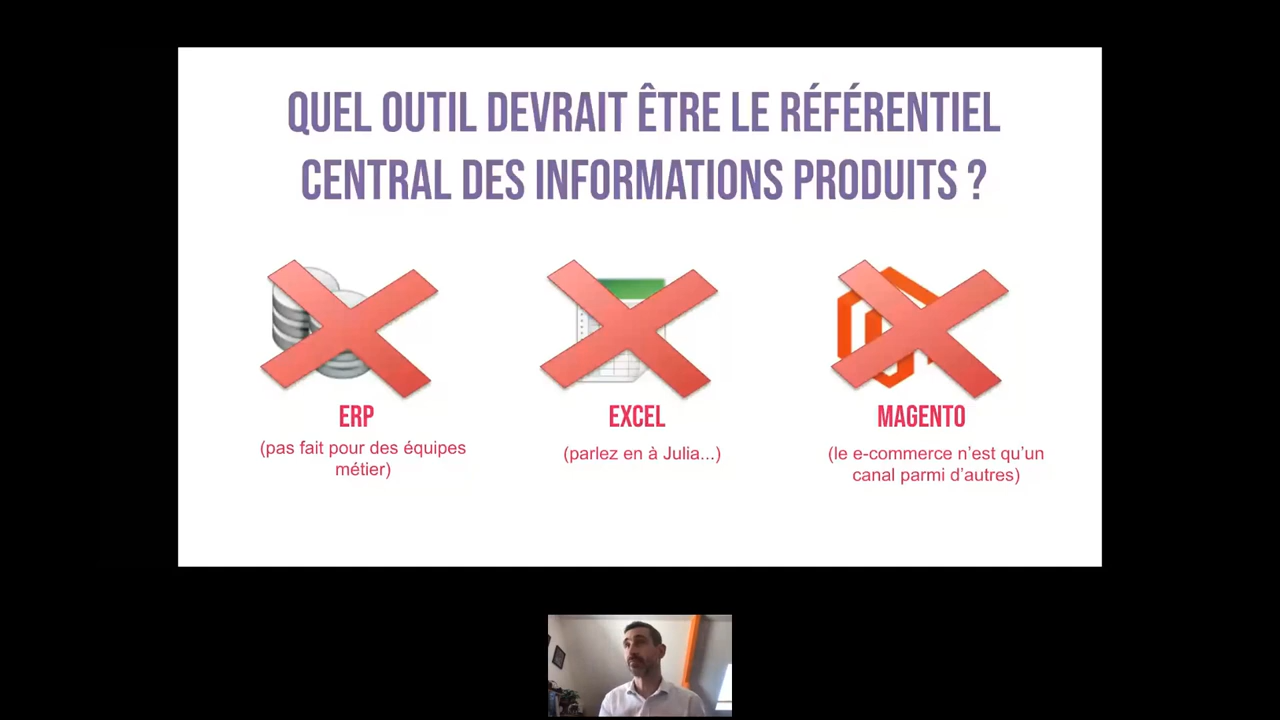 QUEL OUTIL DEVRAIT ÊTRE LE RÉFÉRENTIEL
CENTRAL DES INFORMATIONS PRODUITS ?
ERP
(pas fait pour des équipes
métier)
EXCEL
(parlez en à Julia...)
MAGENTO
(le e-commerce n'est qu'un
canal parmi d'autres)